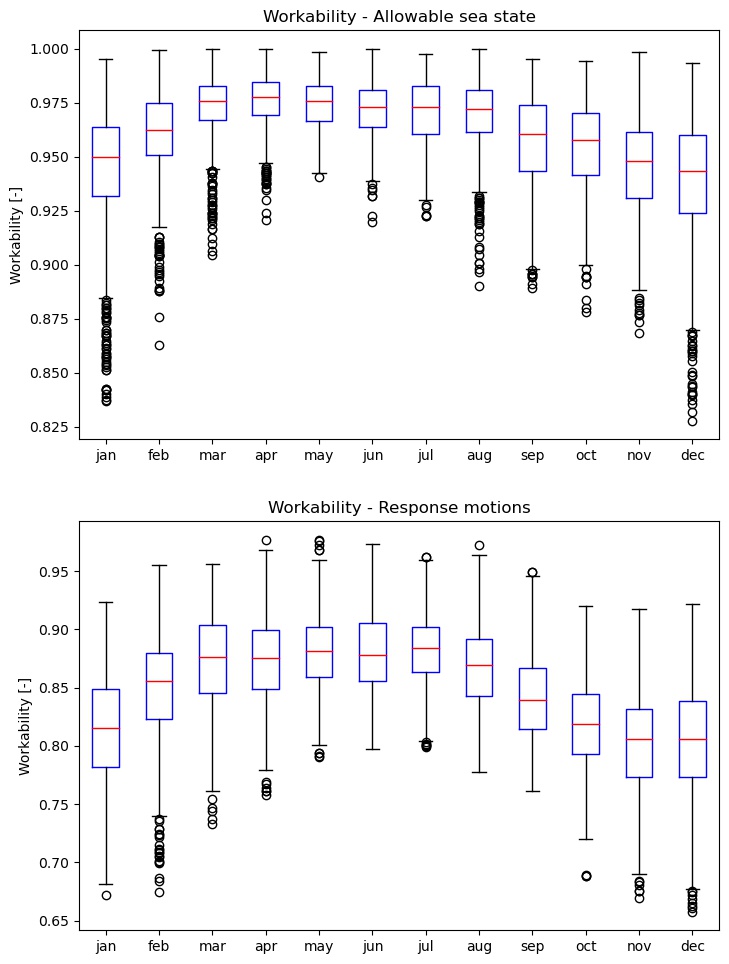 Workability - Allowable sea state
Workability [-]
1.000
0.975
0.950
0.925
0.900
0.875
0.850
0.825
jan feb mar apr may jun jul aug sep oct nov dec
Workability - Response motions
Workability [-]
0.95
0.90
0.85
0.80
0.75
0.70
0.65
jan feb mar apr may jun jul aug sep oct nov dec